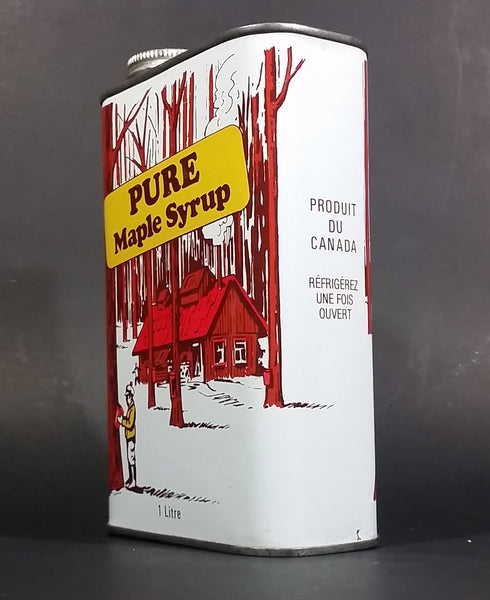 PURE
Maple Syrup
1 Litre
PRODUIT
DU
CANADA
RÉFRIGÉREZ
UNE FOIS
OUVERT